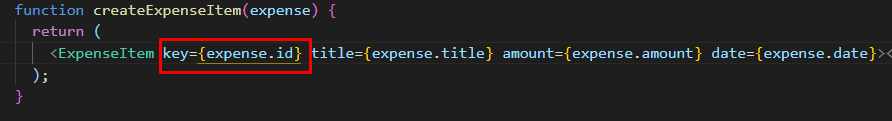 function createExpenseItem(expense) {
return (
<ExpenseItem key={expense.id} title={expense.title} amount={expense.amount} date={expense.date}><
);
}